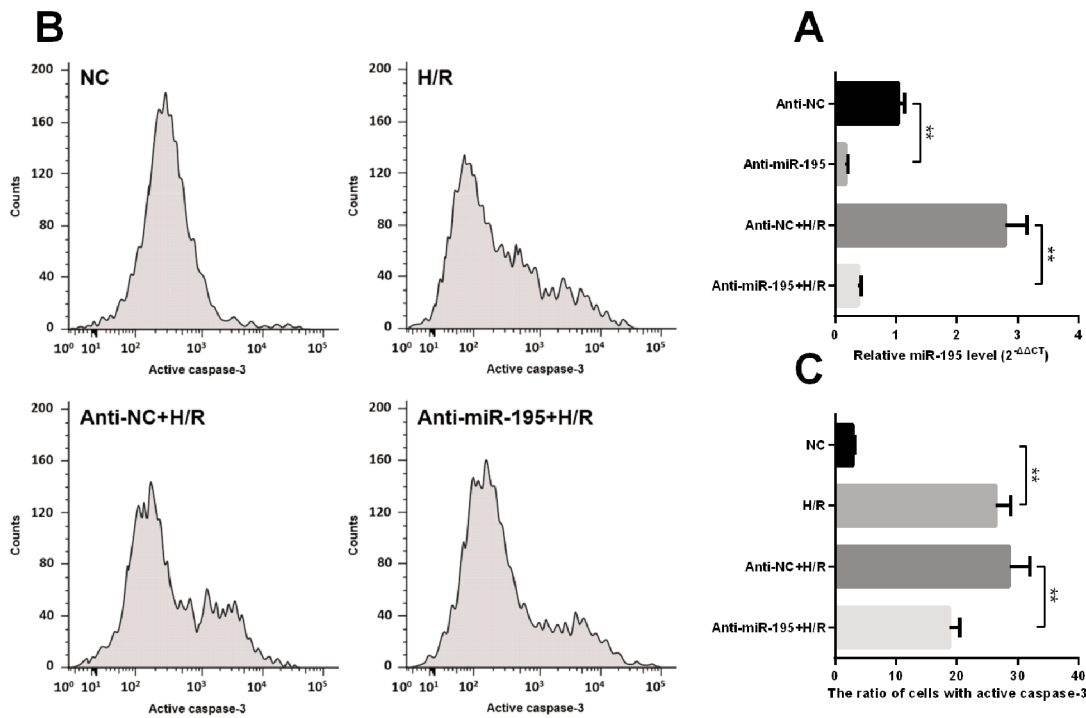 B
NC
200
160
120
80
40
0
Counts
10⁰ 10¹ 10² 10³ 10⁴ 10⁵
Active caspase-3
H/R
200
160
120
80
40
0
Counts
10⁰ 10¹ 10² 10³ 10⁴ 10⁵
Active caspase-3
Anti-NC+H/R
200
160
120
80
40
0
Counts
10⁰ 10¹ 10² 10³ 10⁴ 10⁵
Active caspase-3
Anti-miR-195+H/R
200
160
120
80
40
0
Counts
10⁰ 10¹ 10² 10³ 10⁴ 10⁵
Active caspase-3
A
Anti-NC
Anti-miR-195
Anti-NC+H/R
Anti-miR-195+H/R
**
**
0 1 2 3 4
Relative miR-195 level (2⁻ΔΔCT)
C
NC
H/R
Anti-NC+H/R
Anti-miR-195+H/R
**
**
0 10 20 30 40
The ratio of cells with active caspase-3